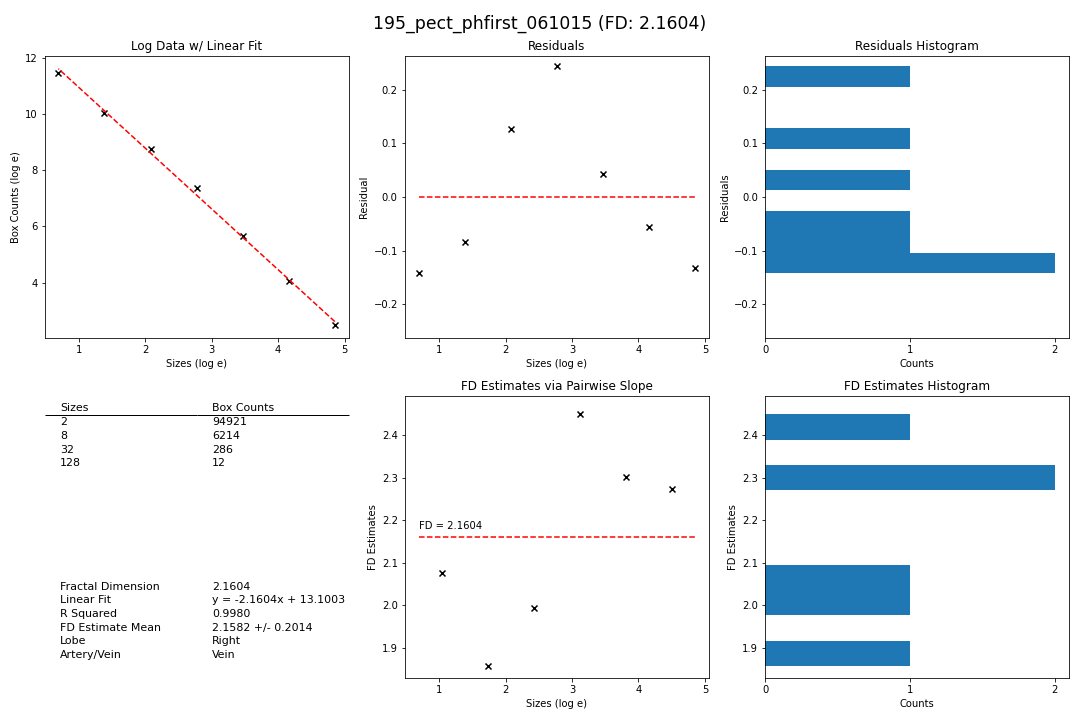 195_pect_phfirst_061015 (FD: 2.1604)
Log Data w/ Linear Fit
12
10
8
6
4
Box Counts (log e)
1 2 3 4 5
Sizes (log e)
Residuals
0.2
0.1
0.0
−0.1
−0.2
Residual
1 2 3 4 5
Sizes (log e)
Residuals Histogram
0.2
0.1
0.0
−0.1
−0.2
Residuals
0 1 2
Counts
Sizes Box Counts
2 94921
8 6214
32 286
128 12
Fractal Dimension 2.1604
Linear Fit y = -2.1604x + 13.1003
R Squared 0.9980
FD Estimate Mean 2.1582 +/- 0.2014
Lobe Right
Artery/Vein Vein
FD Estimates via Pairwise Slope
2.4
2.3
2.2
2.1
2.0
1.9
FD Estimates
FD = 2.1604
1 2 3 4 5
Sizes (log e)
FD Estimates Histogram
2.4
2.3
2.2
2.1
2.0
1.9
FD Estimates
0 1 2
Counts